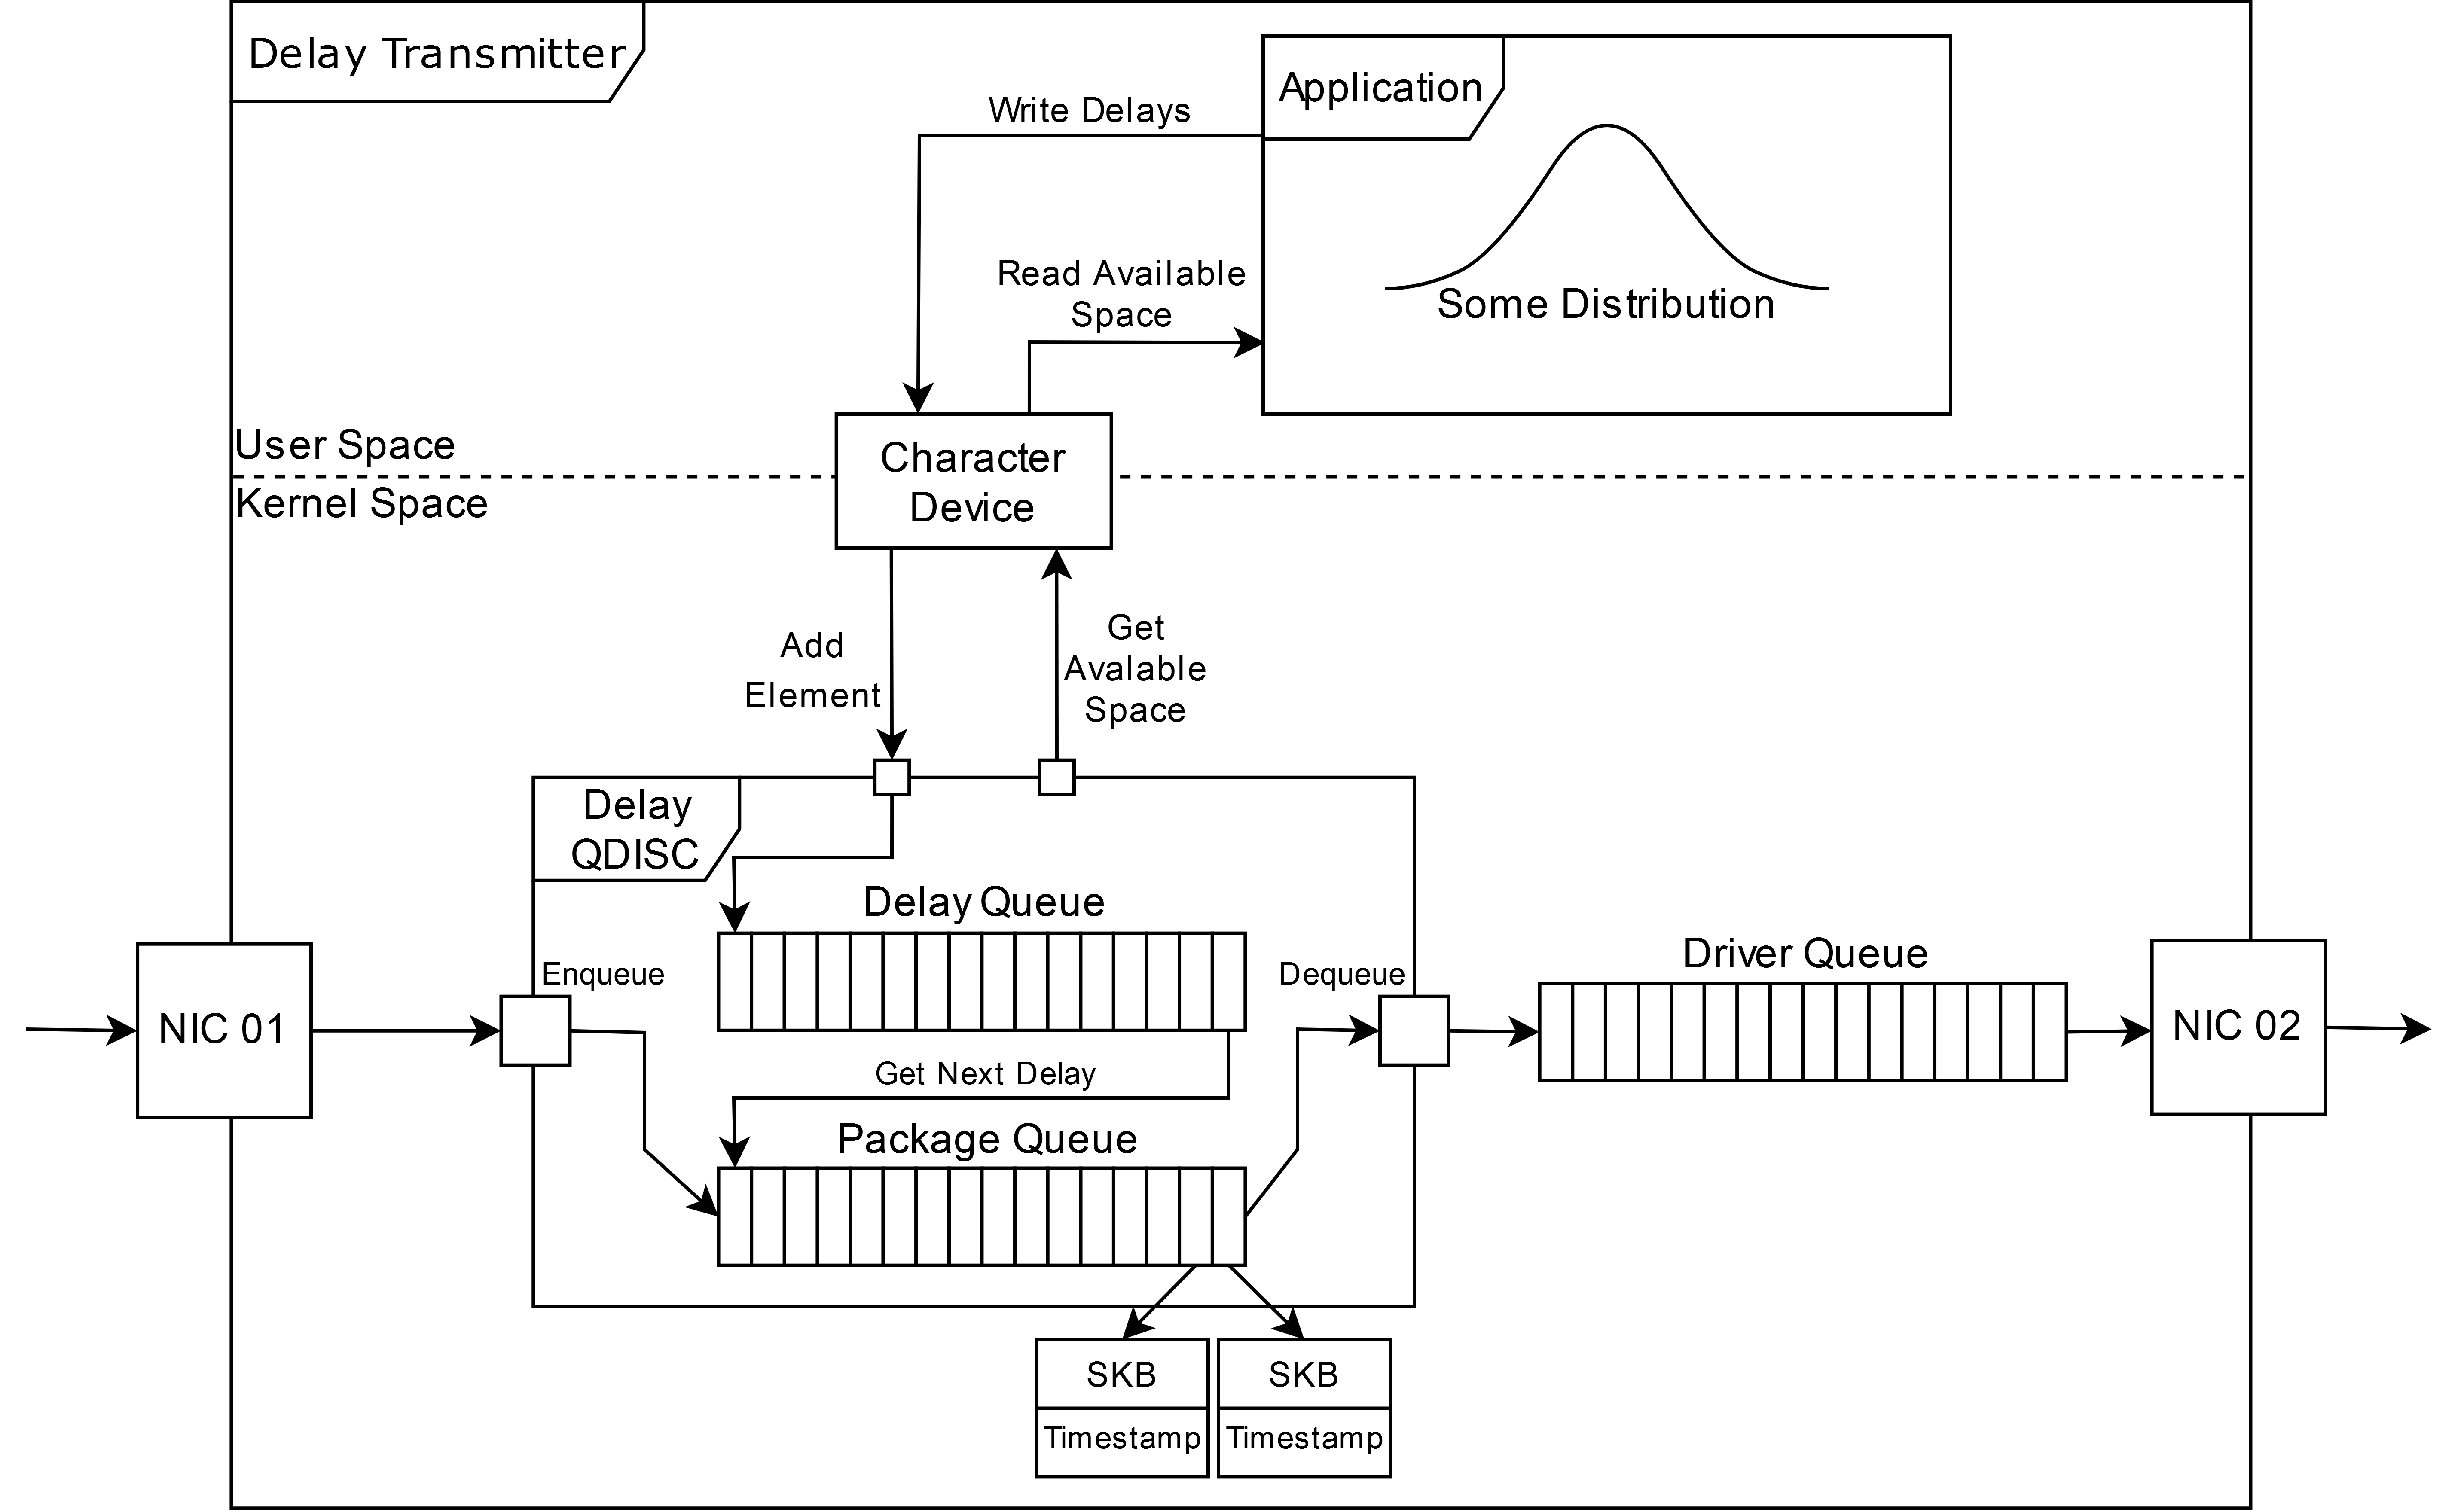 Delay Transmitter
Application
Write Delays
Read Available
Space
Some Distribution
User Space
Kernel Space
Character
Device
Add
Element
Get
Avalable
Space
Delay
QDISC
Delay Queue
Enqueue
Dequeue
Driver Queue
NIC 01
NIC 02
Get Next Delay
Package Queue
SKB
Timestamp
SKB
Timestamp